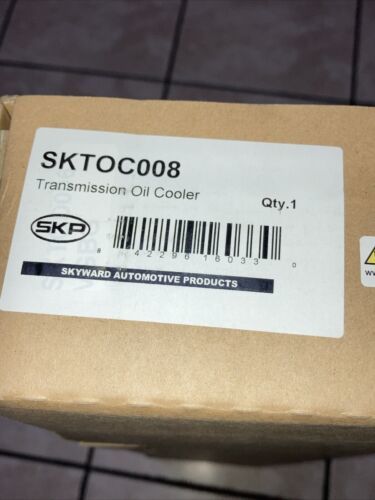 SKTOC008
Transmission Oil Cooler
Qty.1
SKP
SKYWARD AUTOMOTIVE PRODUCTS